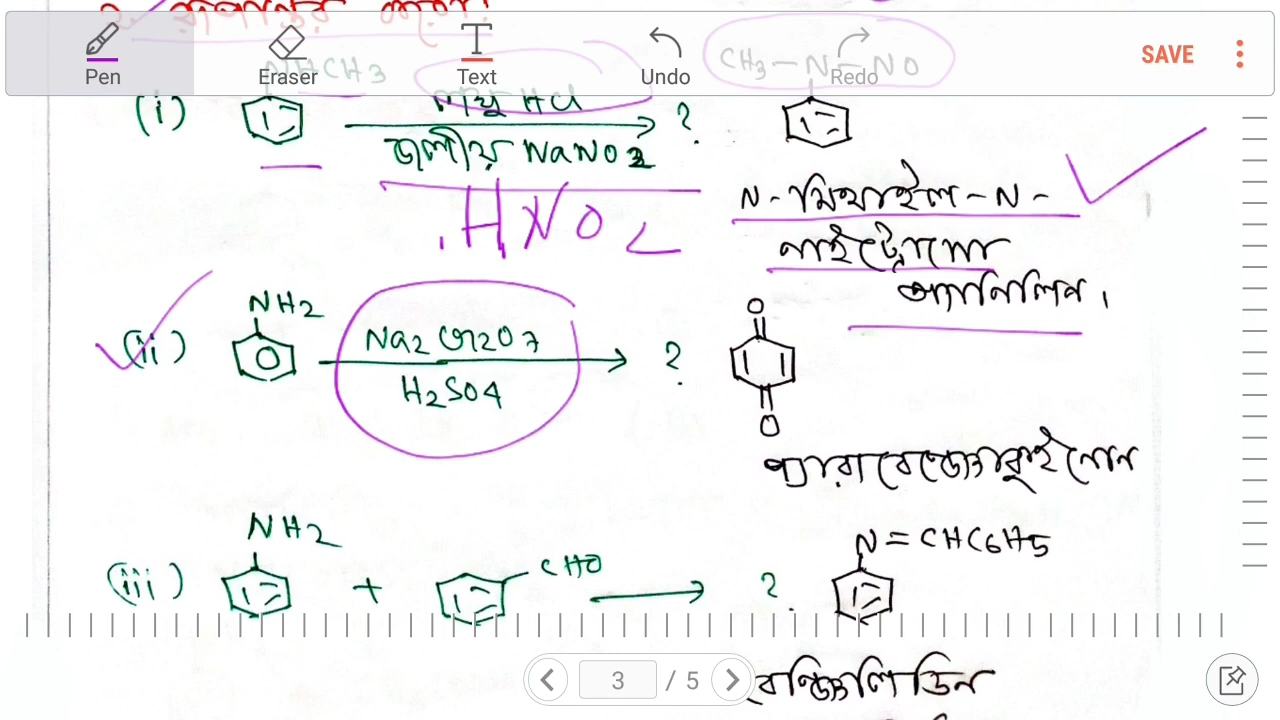 Pen
Eraser
Text
Undo
Redo
SAVE
NHCH3
CH3-N-NO
(i)
লঘু HCl
জলীয় NaNO2
?
HNO2
N-মিথাইল-N-
নাইট্রোসো
অ্যানিলিন।
(ii)
NH2
Na2Cr2O7
H2SO4
?
O
O
প্যারাবেঞ্জোকুইনোন
(iii)
NH2
+
CHO
?
N=CHC6H5
3 / 5